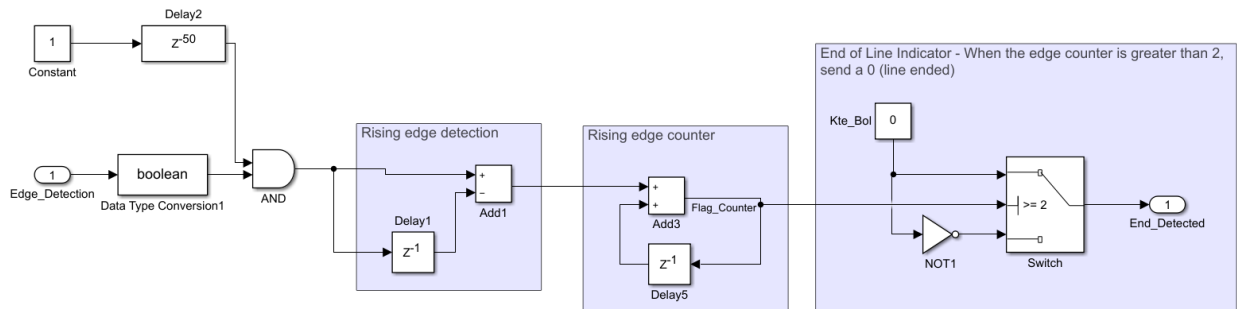 Delay2
1
Z-50
Constant
End of Line Indicator - When the edge counter is greater than 2,
send a 0 (line ended)
Kte_Bol
0
Rising edge detection
Rising edge counter
1
Edge_Detection
boolean
Data Type Conversion1
AND
+
−
Add1
Delay1
Z-1
+
+
Add3
Flag_Counter
Z-1
Delay5
>= 2
NOT1
Switch
1
End_Detected